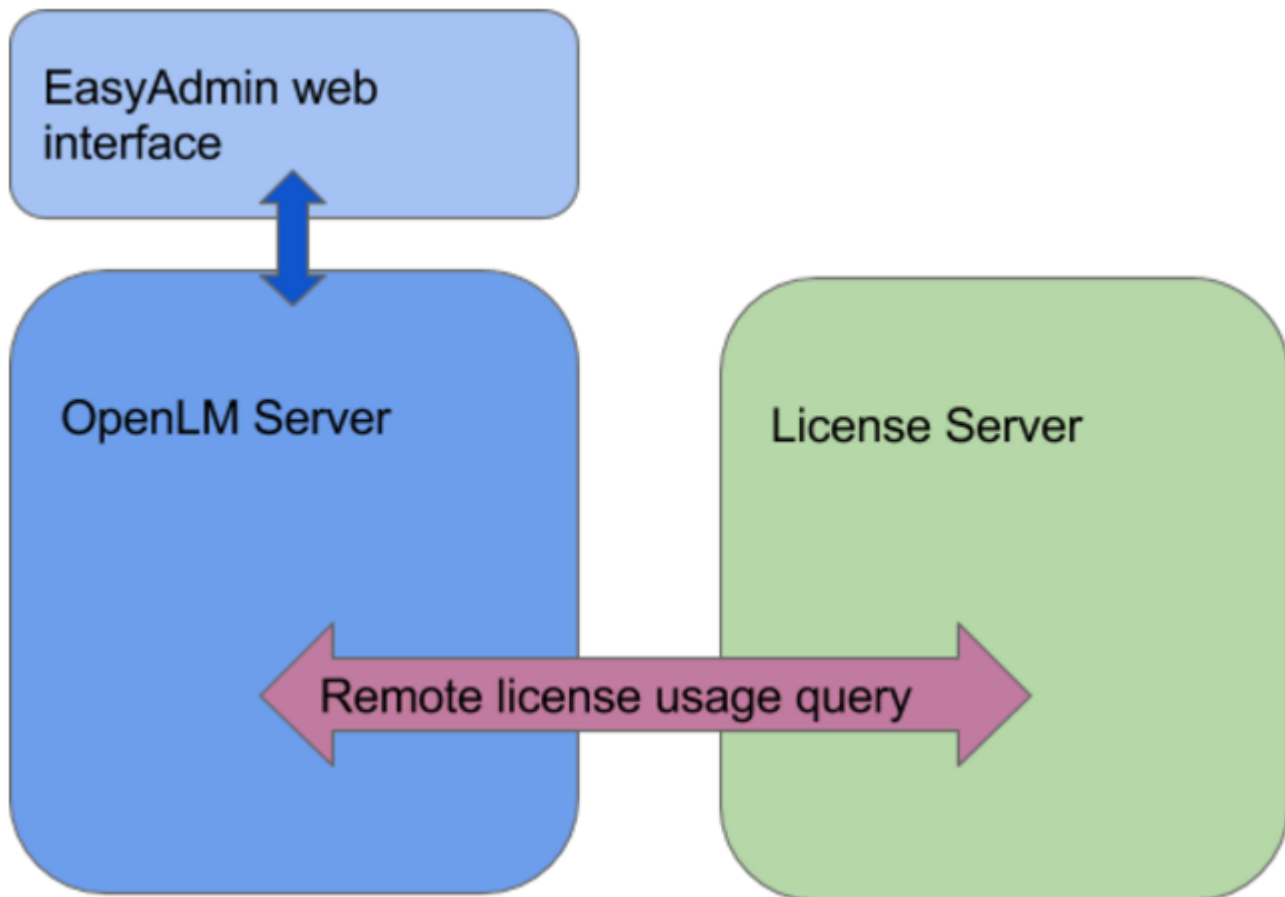 EasyAdmin web
interface
OpenLM Server
License Server
Remote license usage query